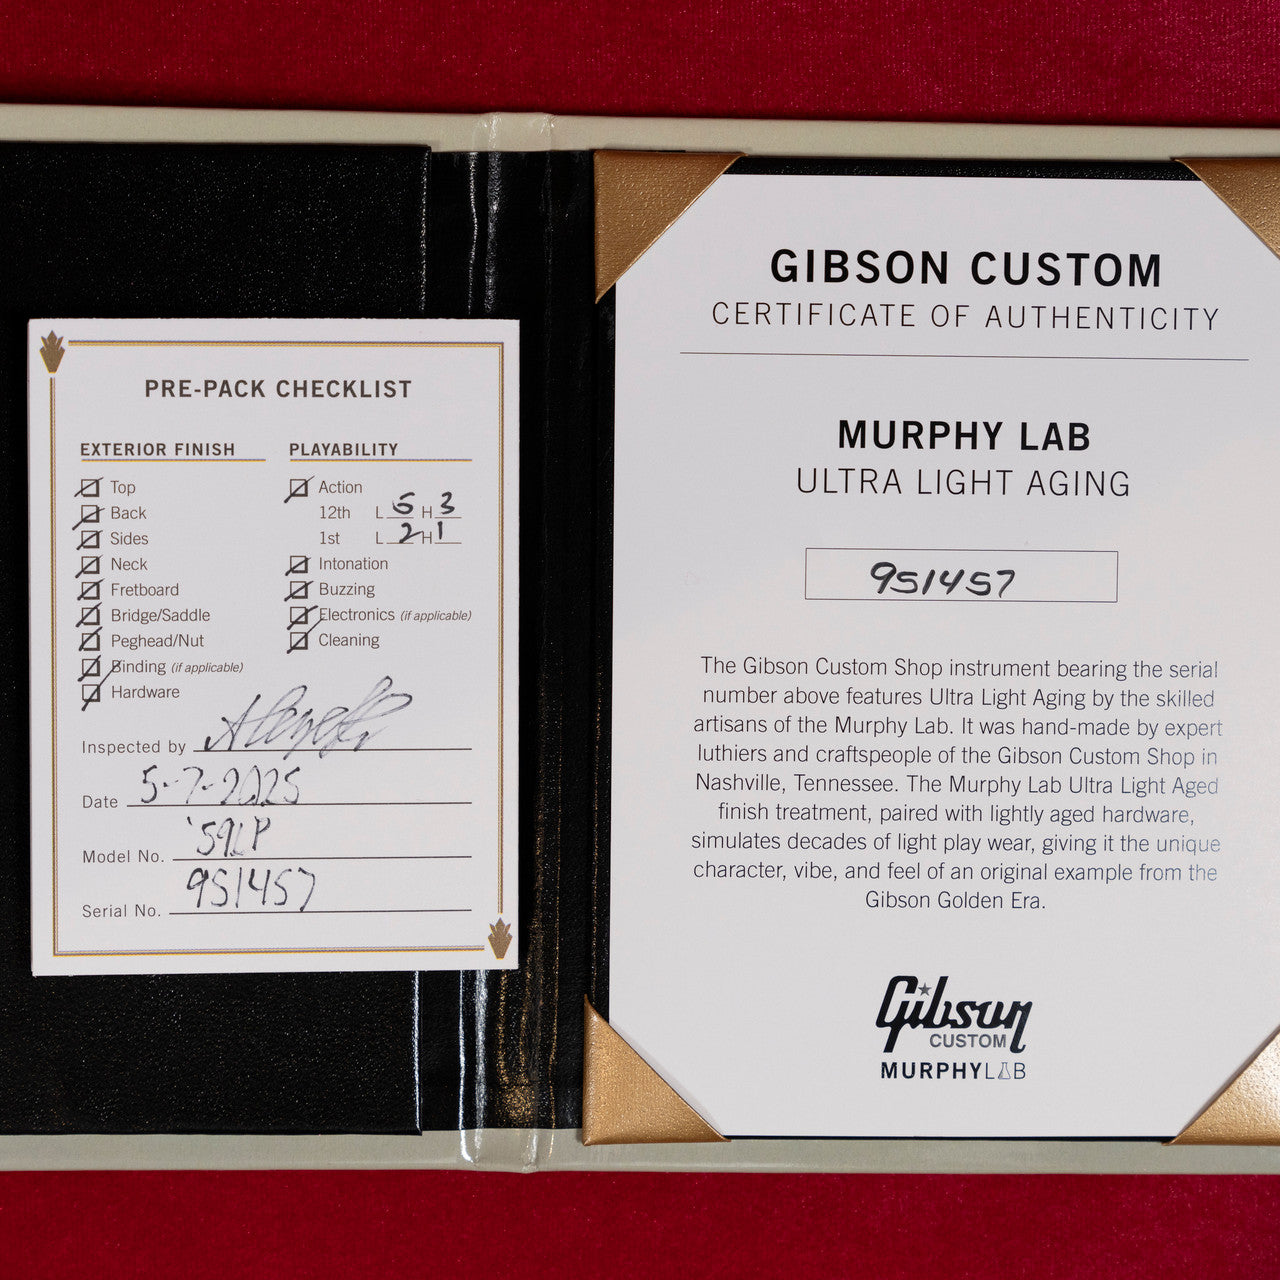 PRE-PACK CHECKLIST
EXTERIOR FINISH
Top
Back
Sides
Neck
Fretboard
Bridge/Saddle
Peghead/Nut
Binding (if applicable)
Hardware
PLAYABILITY
Action
12th L 5 H 3
1st L 2 H 1
Intonation
Buzzing
Electronics (if applicable)
Cleaning
Inspected by
Date 5-7-2025
Model No. '59LP
Serial No. 951457
GIBSON CUSTOM
CERTIFICATE OF AUTHENTICITY
MURPHY LAB
ULTRA LIGHT AGING
951457
The Gibson Custom Shop instrument bearing the serial
number above features Ultra Light Aging by the skilled
artisans of the Murphy Lab. It was hand-made by expert
luthiers and craftspeople of the Gibson Custom Shop in
Nashville, Tennessee. The Murphy Lab Ultra Light Aged
finish treatment, paired with lightly aged hardware,
simulates decades of light play wear, giving it the unique
character, vibe, and feel of an original example from the
Gibson Golden Era.
Gibson
CUSTOM
MURPHYLAB